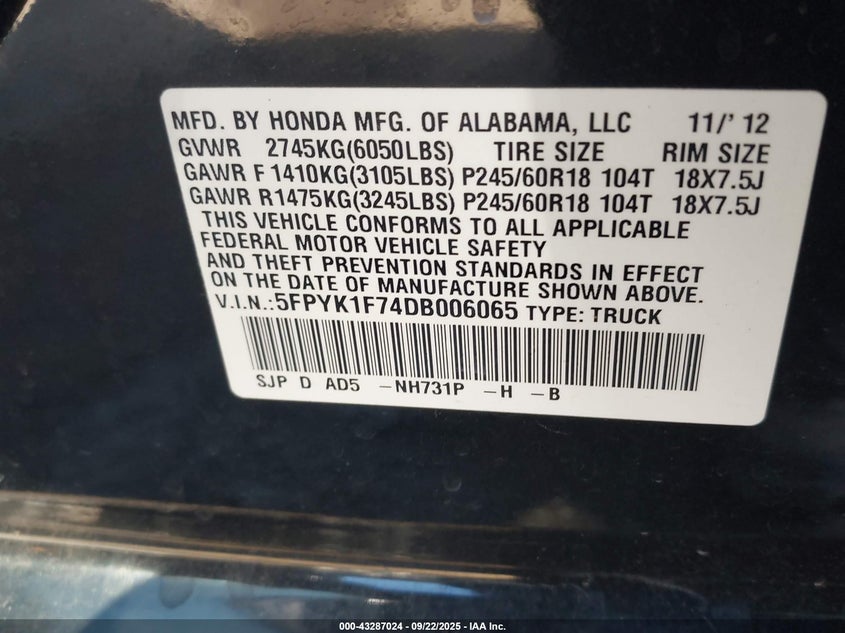 MFD. BY HONDA MFG. OF ALABAMA, LLC 11/' 12
GVWR 2745KG(6050LBS) TIRE SIZE RIM SIZE
GAWR F 1410KG(3105LBS) P245/60R18 104T 18X7.5J
GAWR R1475KG(3245LBS) P245/60R18 104T 18X7.5J
THIS VEHICLE CONFORMS TO ALL APPLICABLE
FEDERAL MOTOR VEHICLE SAFETY
AND THEFT PREVENTION STANDARDS IN EFFECT
ON THE DATE OF MANUFACTURE SHOWN ABOVE.
V.I.N.:5FPYK1F74DB006065 TYPE: TRUCK
SJP D AD5 -NH731P -H -B
000-43287024 - 09/22/2025 - IAA Inc.